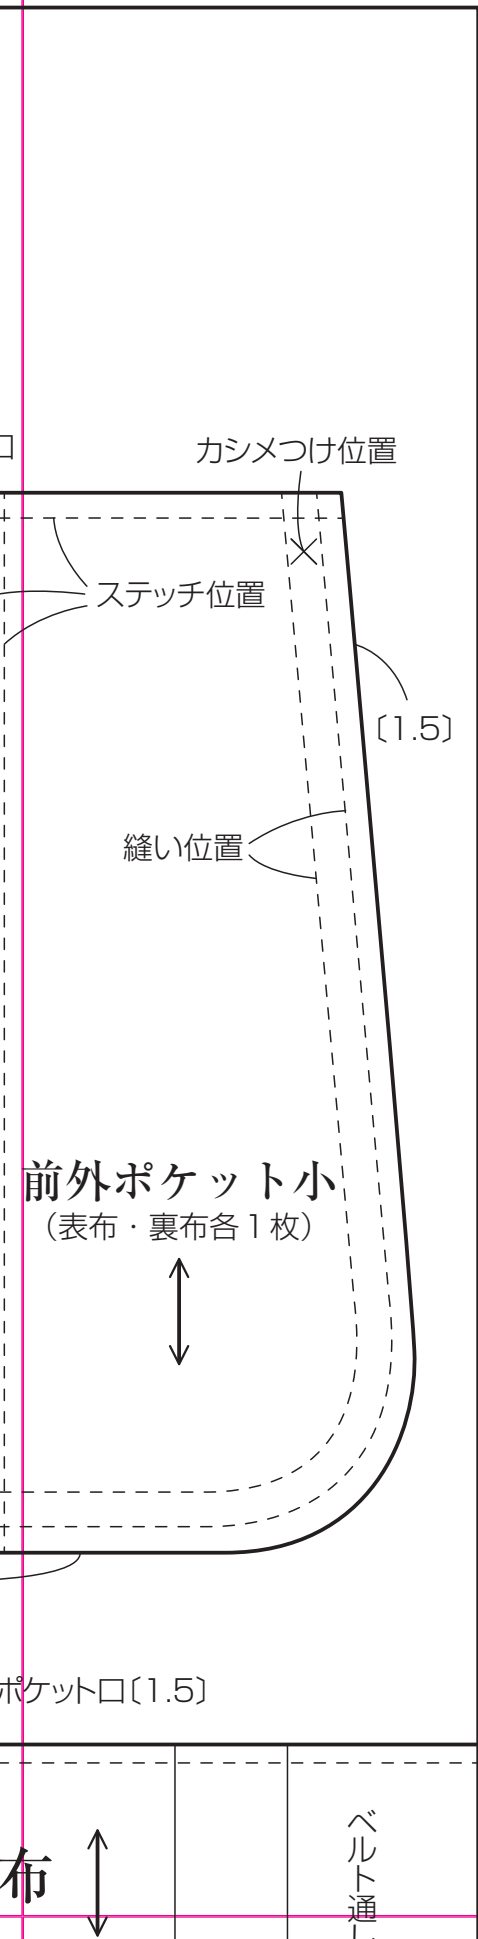 口
カシメつけ位置
ステッチ位置
〔1.5〕
縫い位置
前外ポケット小
（表布・裏布各１枚）
ポケット口〔1.5〕
布
ベルト通し